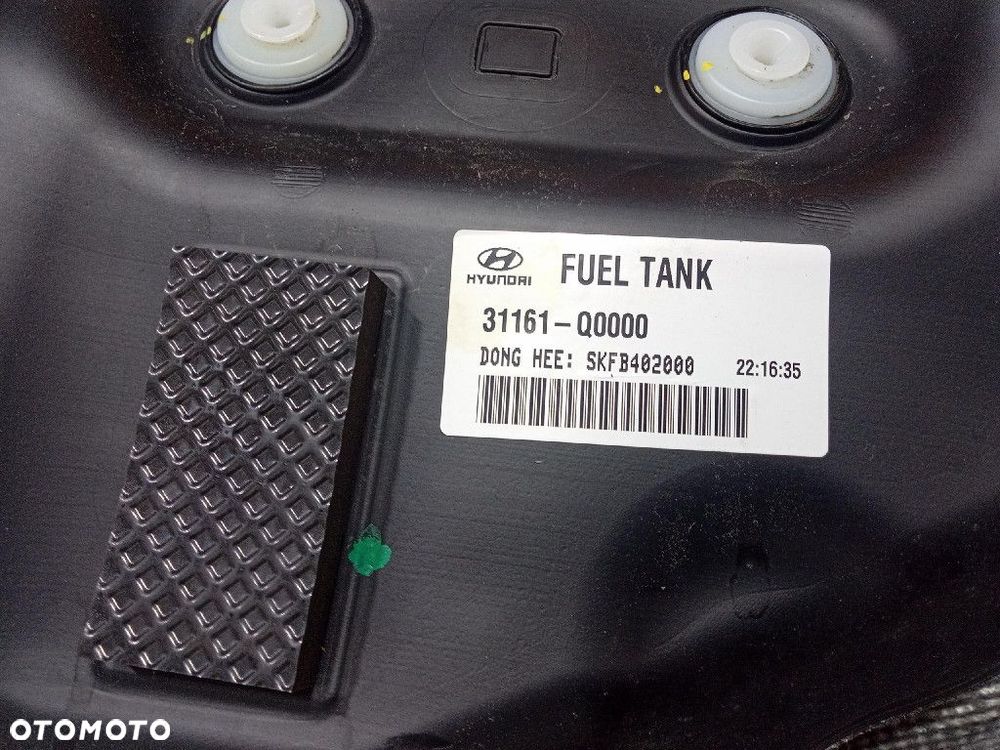 HYUNDAI FUEL TANK
31161-Q0000
DONG HEE: SKFB402000 22:16:35
OTOMOTO